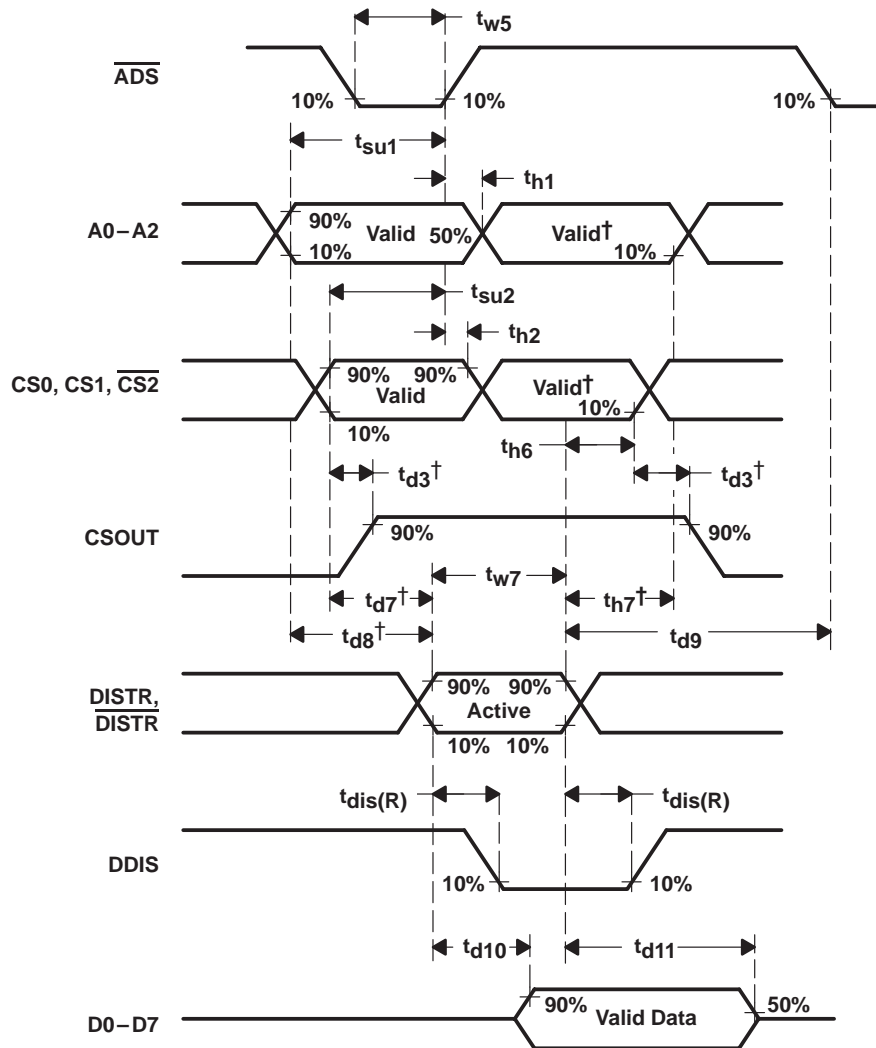 tw5
ADS
10% 10% 10%
tsu1
th1
A0–A2
90% Valid 50% Valid† 10%
10%
tsu2
th2
CS0, CS1, CS2
90% 90% Valid†
Valid 10%
10%
th6
td3† td3†
CSOUT
90% 90%
tw7
td7† th7†
td8† td9
DISTR,
DISTR
90% 90%
Active
10% 10%
tdis(R) tdis(R)
DDIS
10% 10%
td10 td11
D0–D7
90% Valid Data 50%